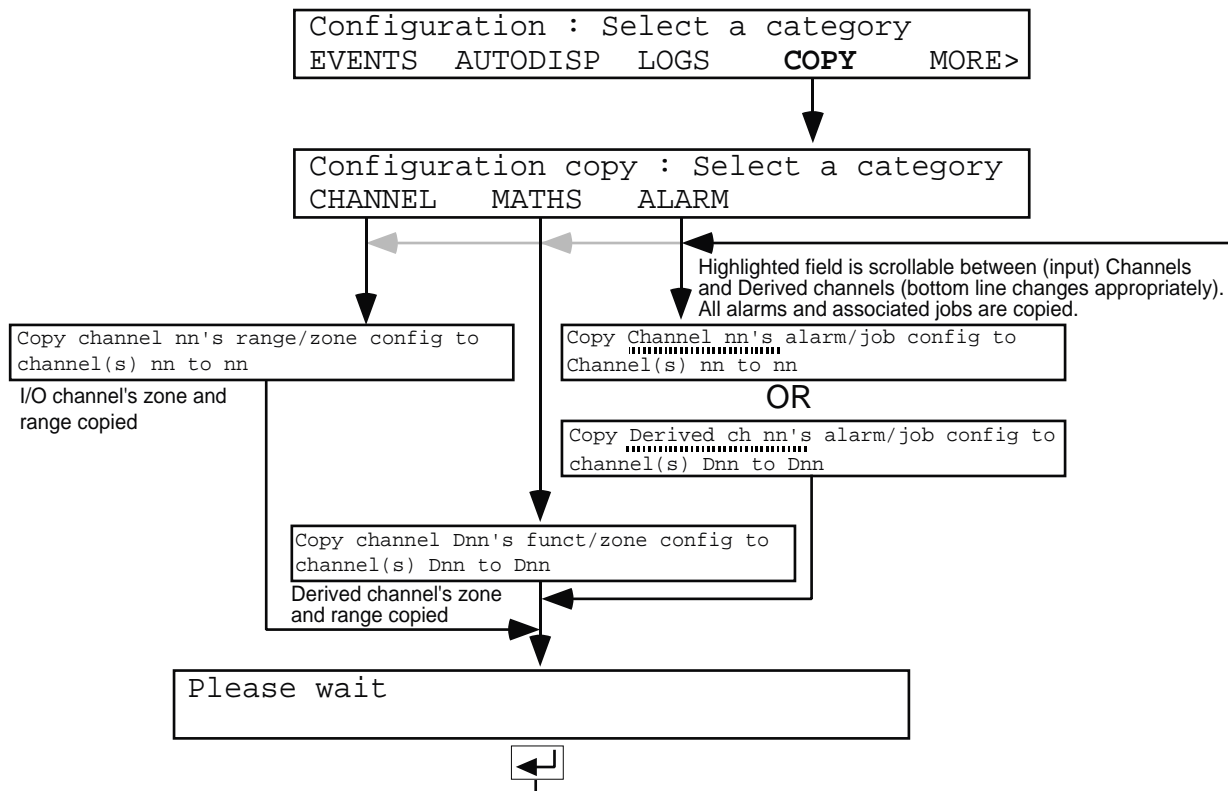 Configuration : Select a category
EVENTS AUTODISP LOGS COPY MORE>
Configuration copy : Select a category
CHANNEL MATHS ALARM
Highlighted field is scrollable between (input) Channels
and Derived channels (bottom line changes appropriately).
All alarms and associated jobs are copied.
Copy channel nn's range/zone config to
channel(s) nn to nn
I/O channel's zone and
range copied
Copy Channel nn's alarm/job config to
Channel(s) nn to nn
OR
Copy Derived ch nn's alarm/job config to
channel(s) Dnn to Dnn
Copy channel Dnn's funct/zone config to
channel(s) Dnn to Dnn
Derived channel's zone
and range copied
Please wait